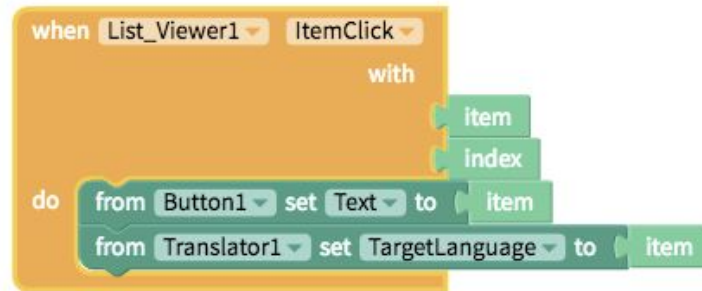 when List_Viewer1 ItemClick
with
item
index
do from Button1 set Text to item
from Translator1 set TargetLanguage to item